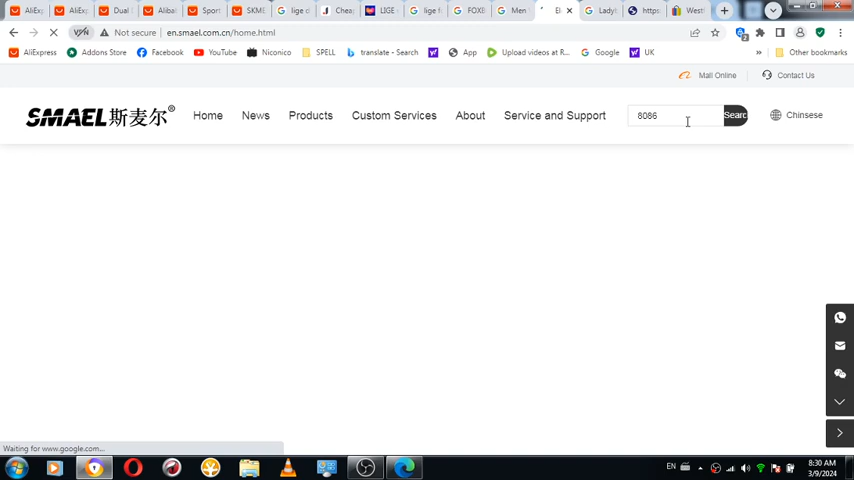 AliExp
AliExp
Dual
Aliba
Sport
SKME
lige d
Chea
LIGE
lige f
FOXB
Men
Ladyb
https
West
Not secure
en.smael.com.cn/home.html
AliExpress
Addons Store
Facebook
YouTube
Niconico
SPELL
translate - Search
App
Upload videos at R...
Google
UK
»
Other bookmarks
Mall Online
Contact Us
SMAEL斯麦尔®
Home
News
Products
Custom Services
About
Service and Support
8086
Searc
Chinsese
Waiting for www.google.com...
EN
8:30 AM
3/9/2024